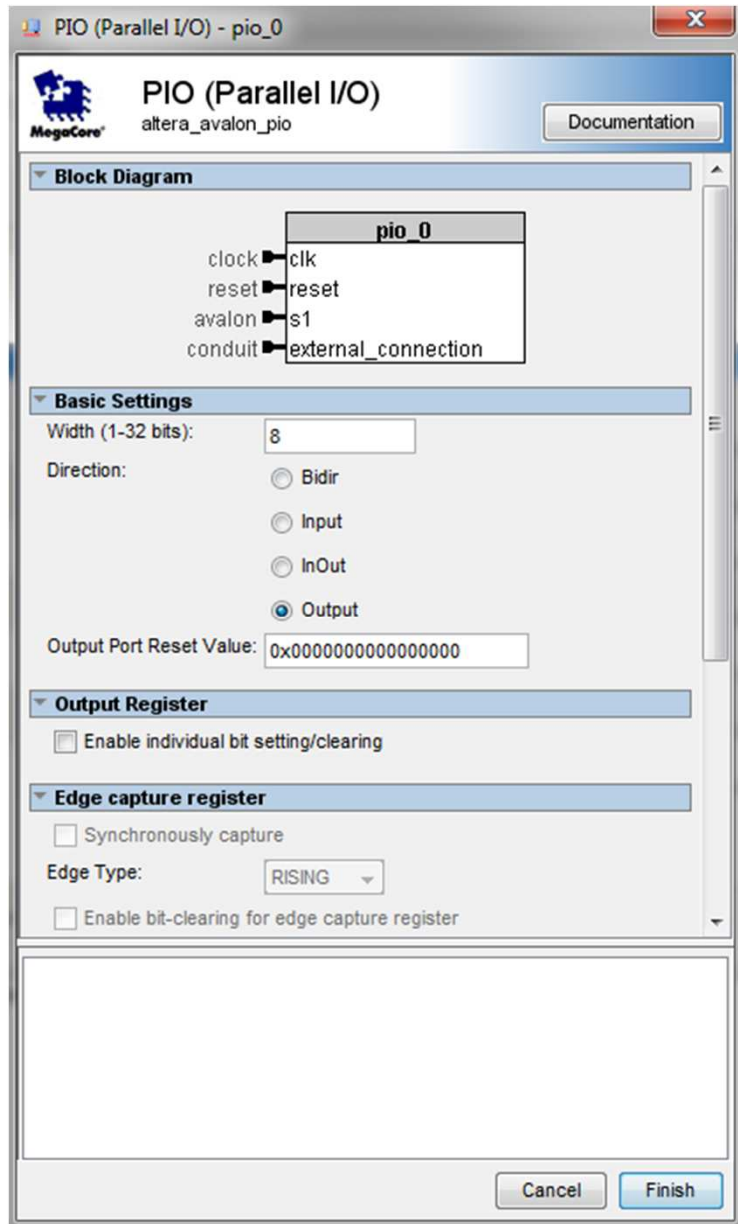 PIO (Parallel I/O) - pio_0
PIO (Parallel I/O)
altera_avalon_pio
MegaCore®
Documentation
Block Diagram
pio_0
clock clk
reset reset
avalon s1
conduit external_connection
Basic Settings
Width (1-32 bits): 8
Direction: Bidir
Input
InOut
Output
Output Port Reset Value: 0x0000000000000000
Output Register
Enable individual bit setting/clearing
Edge capture register
Synchronously capture
Edge Type: RISING
Enable bit-clearing for edge capture register
Cancel Finish